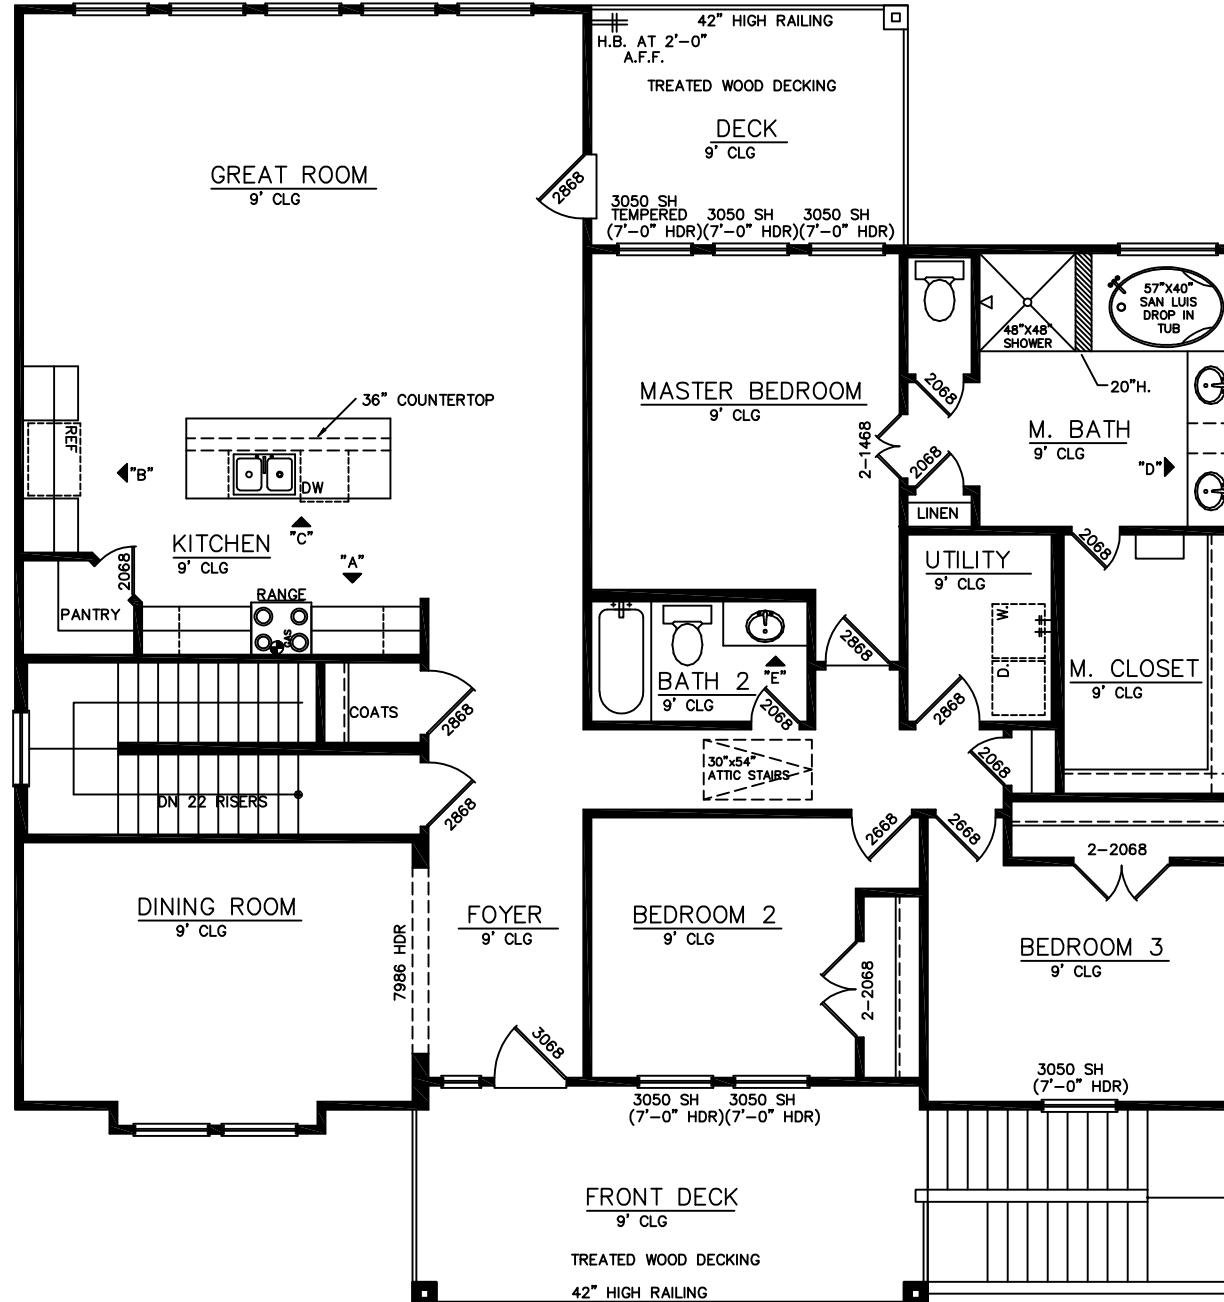 42" HIGH RAILING
H.B. AT 2'-0"
A.F.F.
TREATED WOOD DECKING
DECK
9' CLG
GREAT ROOM
9' CLG
2868
3050 SH
TEMPERED
(7'-0" HDR)
3050 SH
(7'-0" HDR)
3050 SH
(7'-0" HDR)
57"X40"
SAN LUIS
DROP IN
TUB
48"X48"
SHOWER
20"H.
2068
MASTER BEDROOM
9' CLG
36" COUNTERTOP
REF
"B"
DW
"C"
2-1468
2068
M. BATH
9' CLG
"D"
LINEN
KITCHEN
9' CLG
"A"
2068
PANTRY
RANGE
GAS
UTILITY
9' CLG
W.
D.
2068
M. CLOSET
9' CLG
BATH 2
9' CLG
"E"
2068
2868
2868
COATS
2868
2868
DN 22 RISERS
30"x54"
ATTIC STAIRS
2068
2668
2668
2-2068
DINING ROOM
9' CLG
7986 HDR
FOYER
9' CLG
3068
BEDROOM 2
9' CLG
2-2068
BEDROOM 3
9' CLG
3050 SH
(7'-0" HDR)
3050 SH
(7'-0" HDR)
3050 SH
(7'-0" HDR)
FRONT DECK
9' CLG
TREATED WOOD DECKING
42" HIGH RAILING